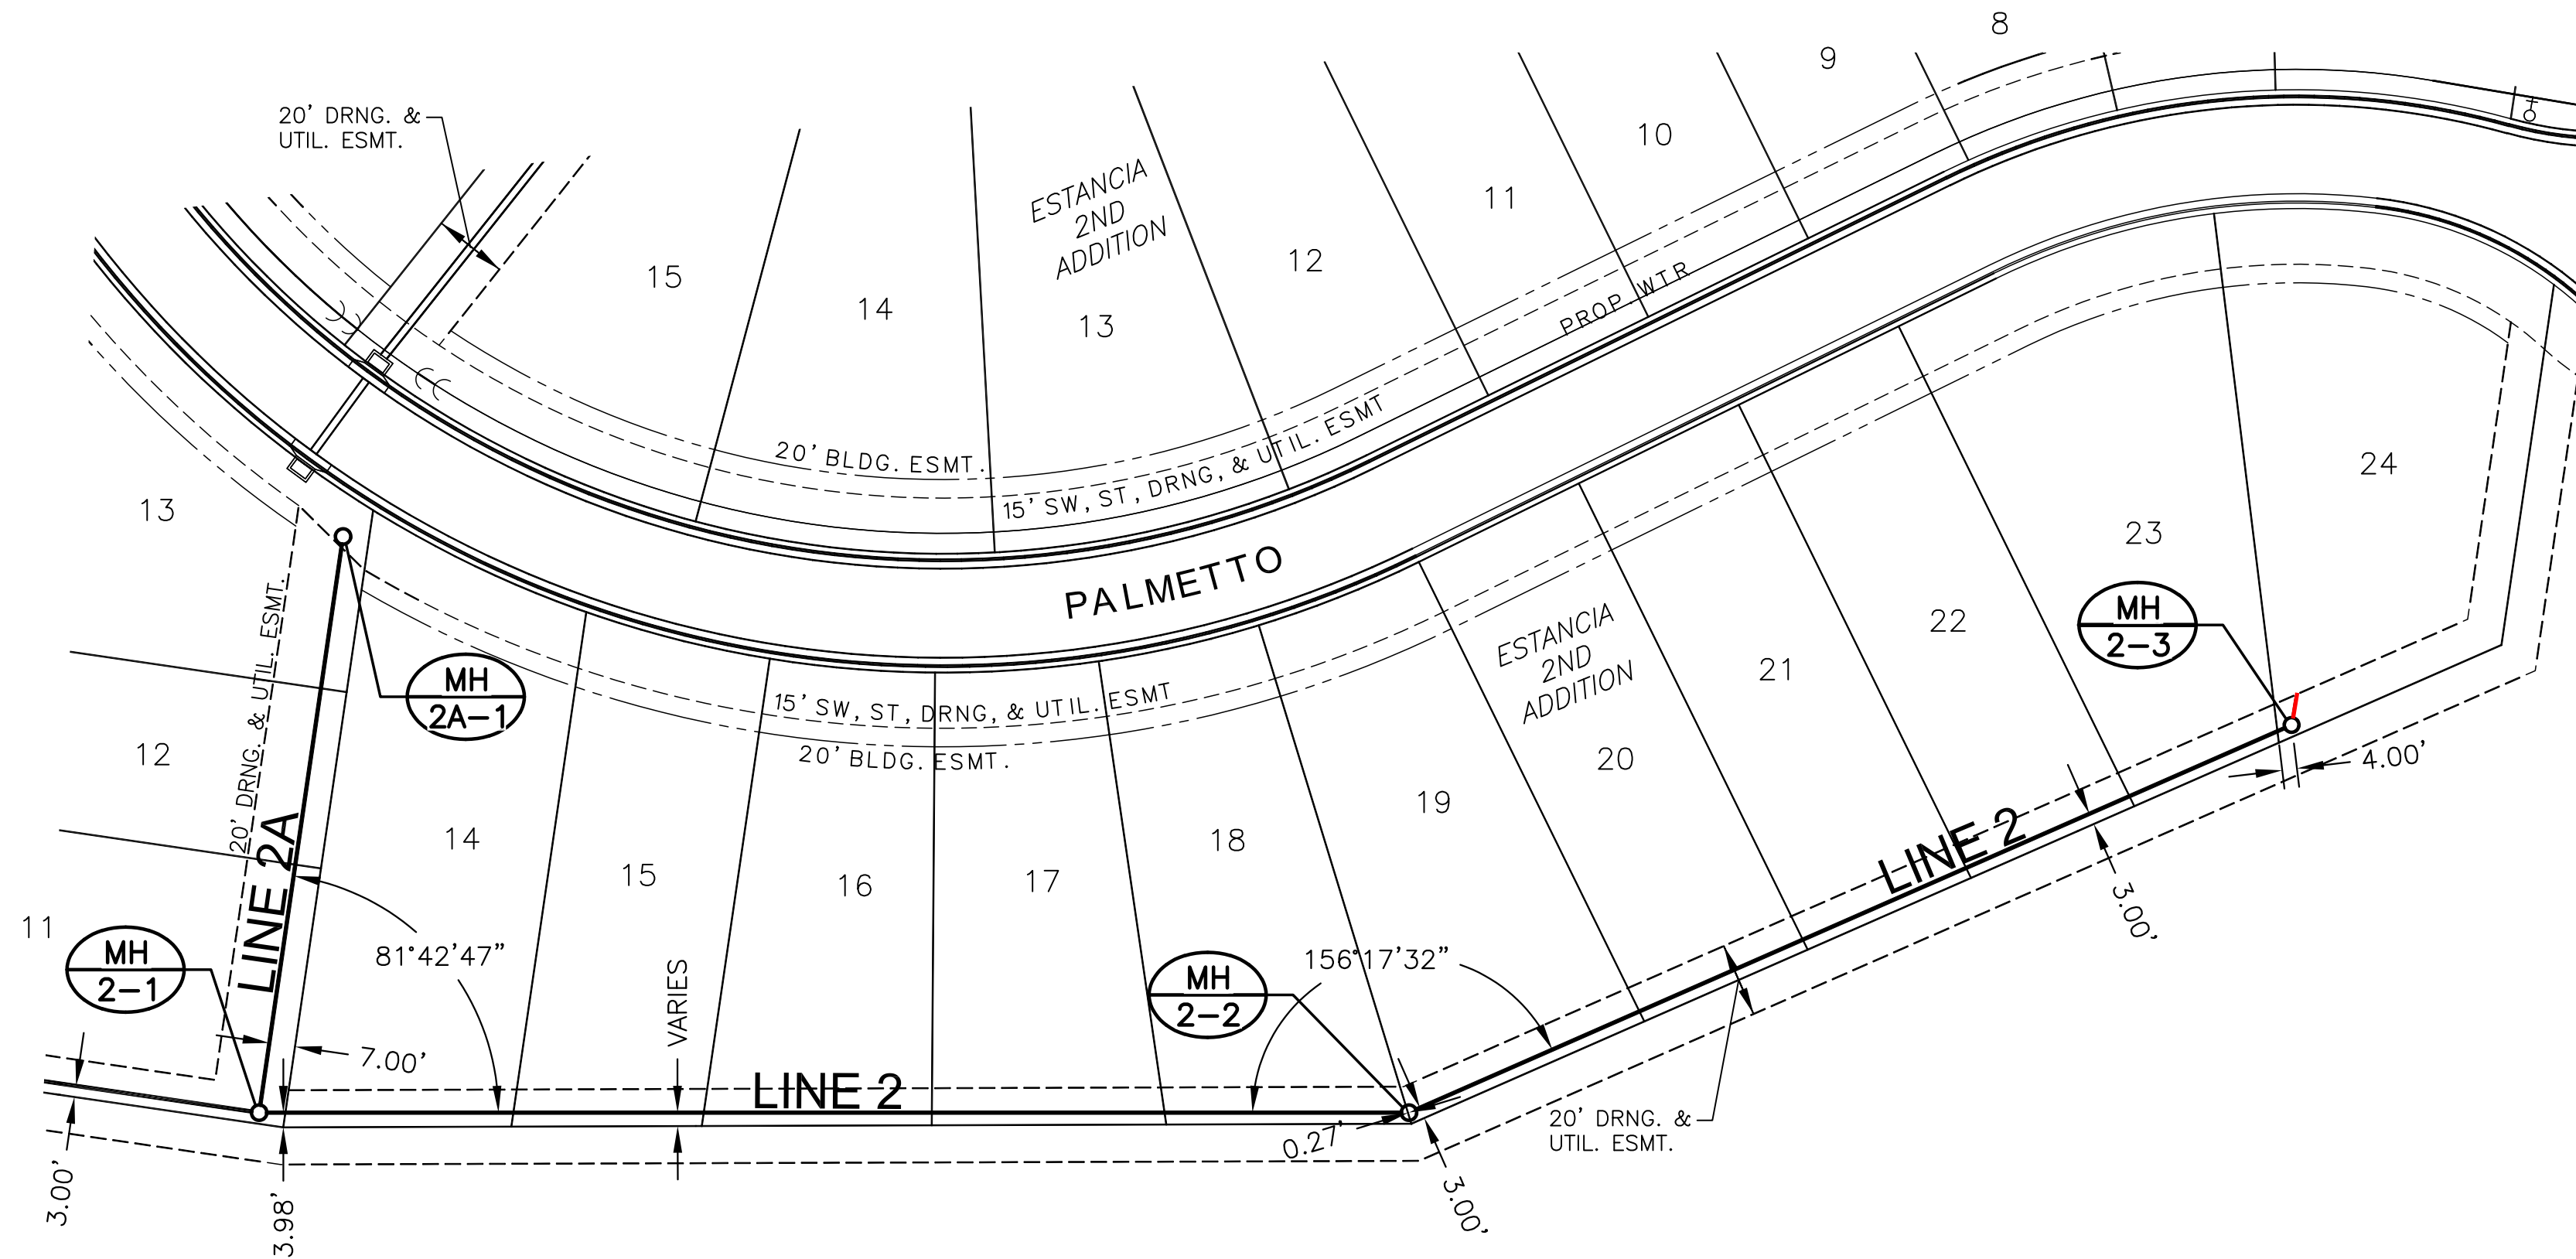 8
9
20' DRNG. &
UTIL. ESMT.
10
ESTANCIA
2ND
ADDITION
11
12
15
14
13
PROP. WTR
20' BLDG. ESMT.
15' SW, ST, DRNG, & UTIL. ESMT
24
13
23
PALMETTO
MH
2-3
22
ESTANCIA
2ND
ADDITION
21
20
MH
2A-1
15' SW, ST, DRNG, & UTIL. ESMT
20' BLDG. ESMT.
20' DRNG. & UTIL. ESMT.
12
4.00'
19
18
14
15
16
17
LINE 2
LINE 2A
3.00'
11
MH
2-1
81°42'47”
VARIES
156°17'32”
MH
2-2
7.00'
LINE 2
0.27'
20' DRNG. &
UTIL. ESMT.
3.00'
3.98'
3.00'